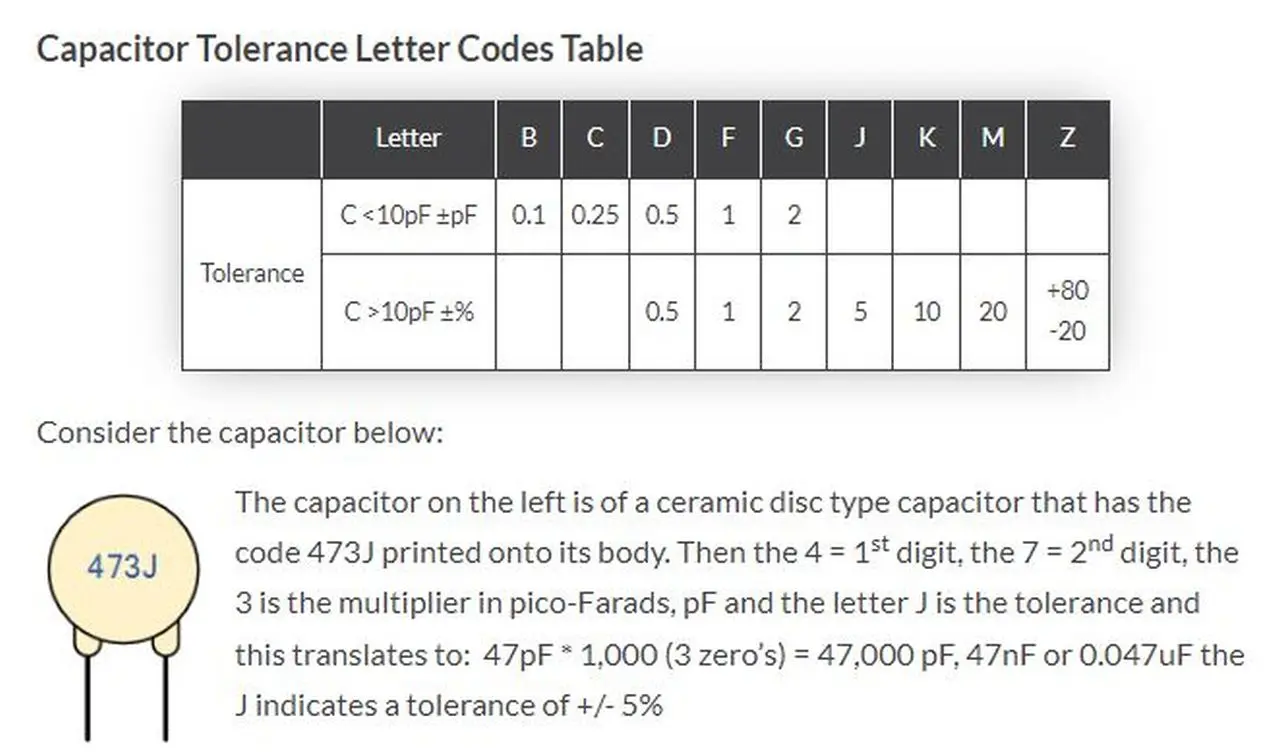 Capacitor Tolerance Letter Codes Table
Letter B C D F G J K M Z
C <10pF ±pF 0.1 0.25 0.5 1 2
Tolerance
C >10pF ±% 0.5 1 2 5 10 20 +80 -20
Consider the capacitor below:
473J
The capacitor on the left is of a ceramic disc type capacitor that has the
code 473J printed onto its body. Then the 4 = 1st digit, the 7 = 2nd digit, the
3 is the multiplier in pico-Farads, pF and the letter J is the tolerance and
this translates to: 47pF * 1,000 (3 zero’s) = 47,000 pF, 47nF or 0.047uF the
J indicates a tolerance of +/- 5%